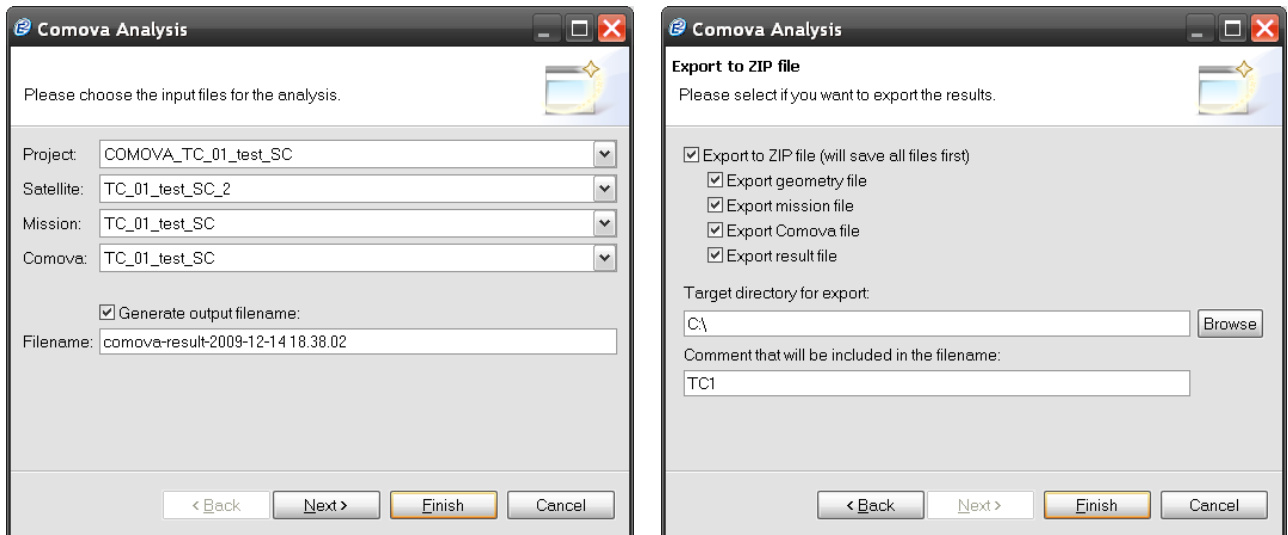 Comova Analysis
Please choose the input files for the analysis.
Project: COMOVA_TC_01_test_SC
Satellite: TC_01_test_SC_2
Mission: TC_01_test_SC
Comova: TC_01_test_SC
Generate output filename:
Filename: comova-result-2009-12-14 18.38.02
< Back Next > Finish Cancel
Comova Analysis
Export to ZIP file
Please select if you want to export the results.
Export to ZIP file (will save all files first)
Export geometry file
Export mission file
Export Comova file
Export result file
Target directory for export:
C:\ Browse
Comment that will be included in the filename:
TC1
< Back Next > Finish Cancel